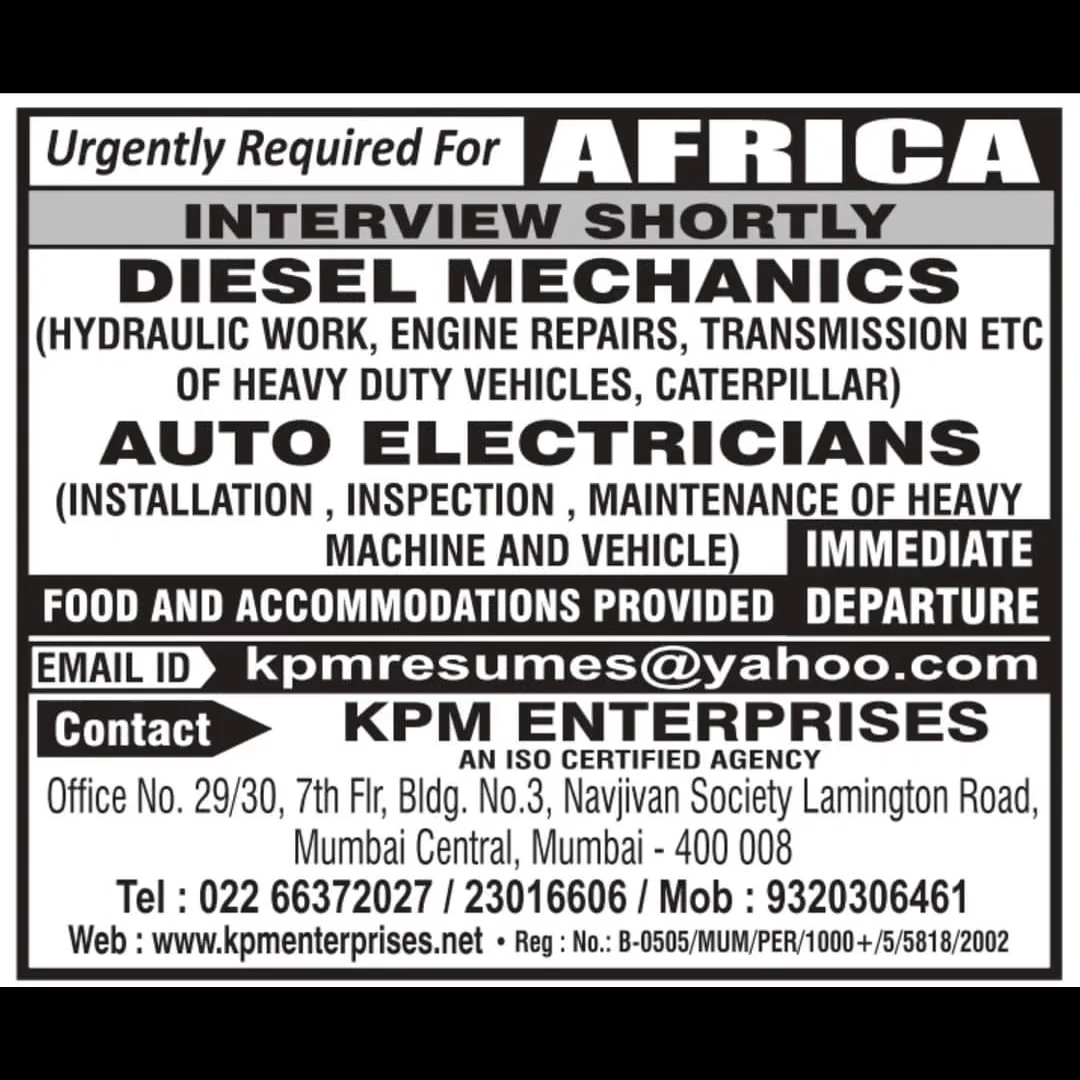 Urgently Required For AFRICA
INTERVIEW SHORTLY
DIESEL MECHANICS
(HYDRAULIC WORK, ENGINE REPAIRS, TRANSMISSION ETC
OF HEAVY DUTY VEHICLES, CATERPILLAR)
AUTO ELECTRICIANS
(INSTALLATION , INSPECTION , MAINTENANCE OF HEAVY
MACHINE AND VEHICLE)
IMMEDIATE
FOOD AND ACCOMMODATIONS PROVIDED DEPARTURE
EMAIL ID kpmresumes@yahoo.com
Contact KPM ENTERPRISES
AN ISO CERTIFIED AGENCY
Office No. 29/30, 7th Flr, Bldg. No.3, Navjivan Society Lamington Road,
Mumbai Central, Mumbai - 400 008
Tel : 022 66372027 / 23016606 / Mob : 9320306461
Web : www.kpmenterprises.net • Reg : No.: B-0505/MUM/PER/1000+/5/5818/2002